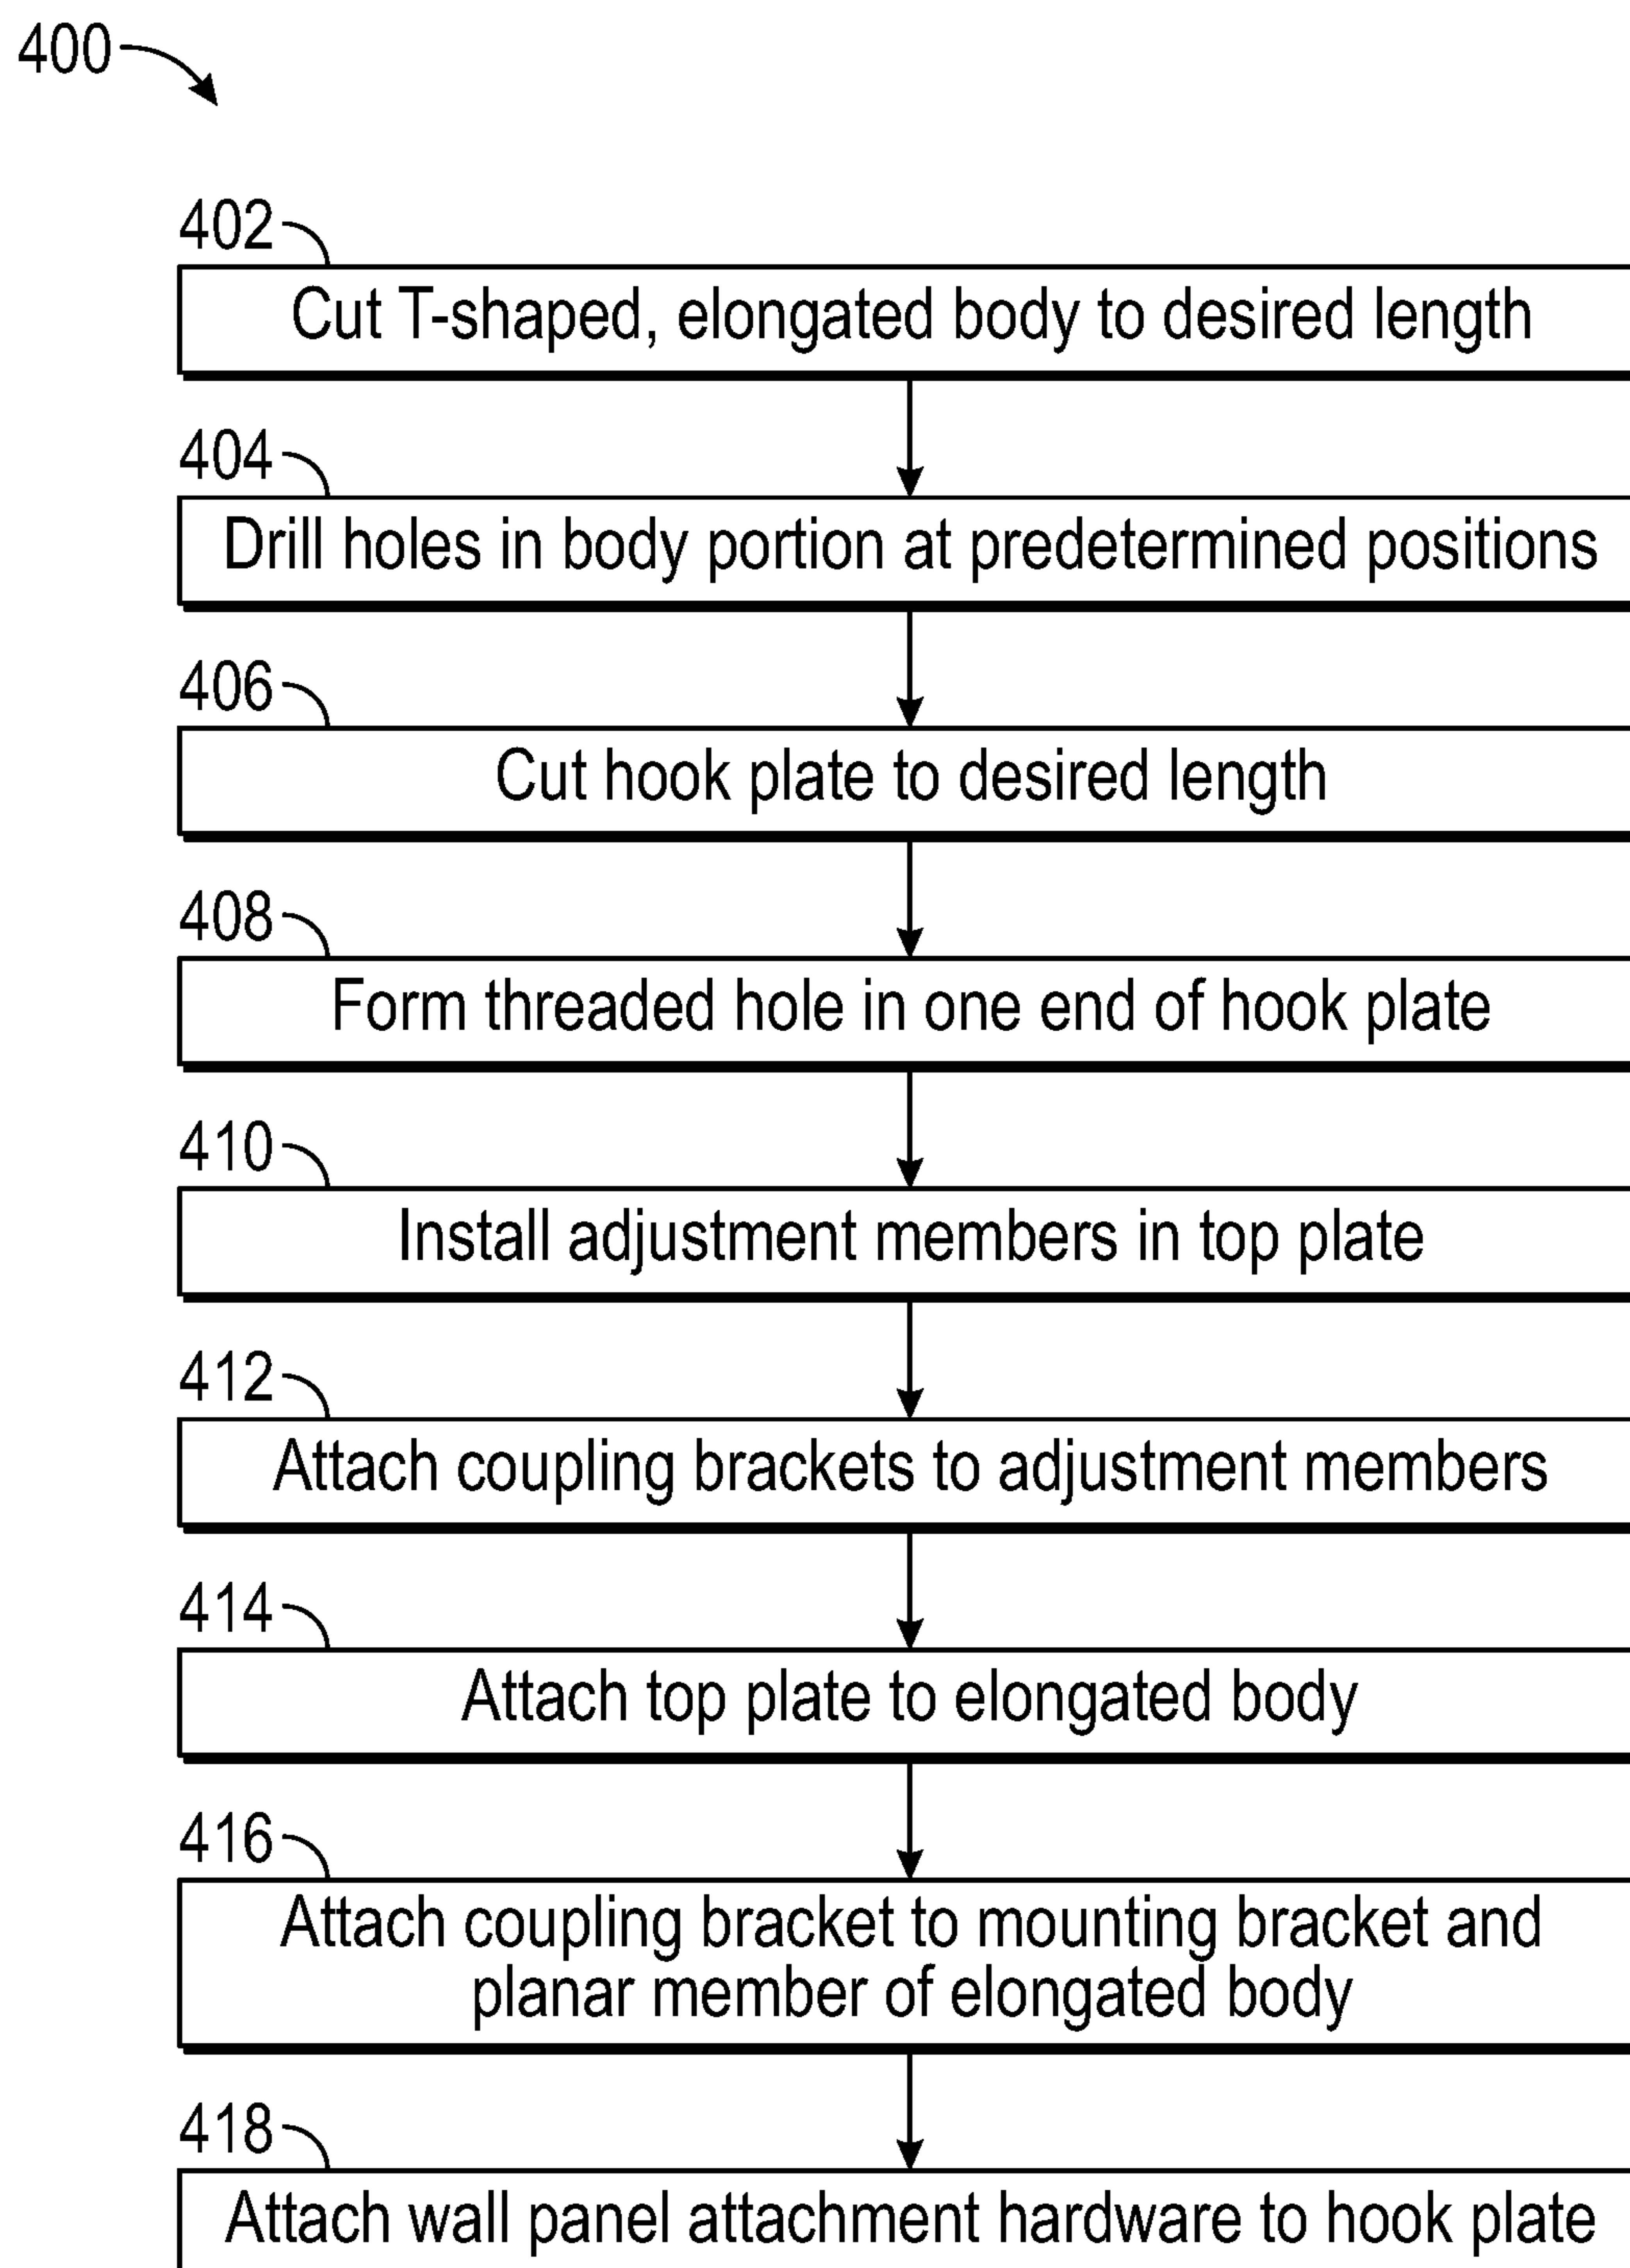 400
402
Cut T-shaped, elongated body to desired length
404
Drill holes in body portion at predetermined positions
406
Cut hook plate to desired length
408
Form threaded hole in one end of hook plate
410
Install adjustment members in top plate
412
Attach coupling brackets to adjustment members
414
Attach top plate to elongated body
416
Attach coupling bracket to mounting bracket and
planar member of elongated body
418
Attach wall panel attachment hardware to hook plate